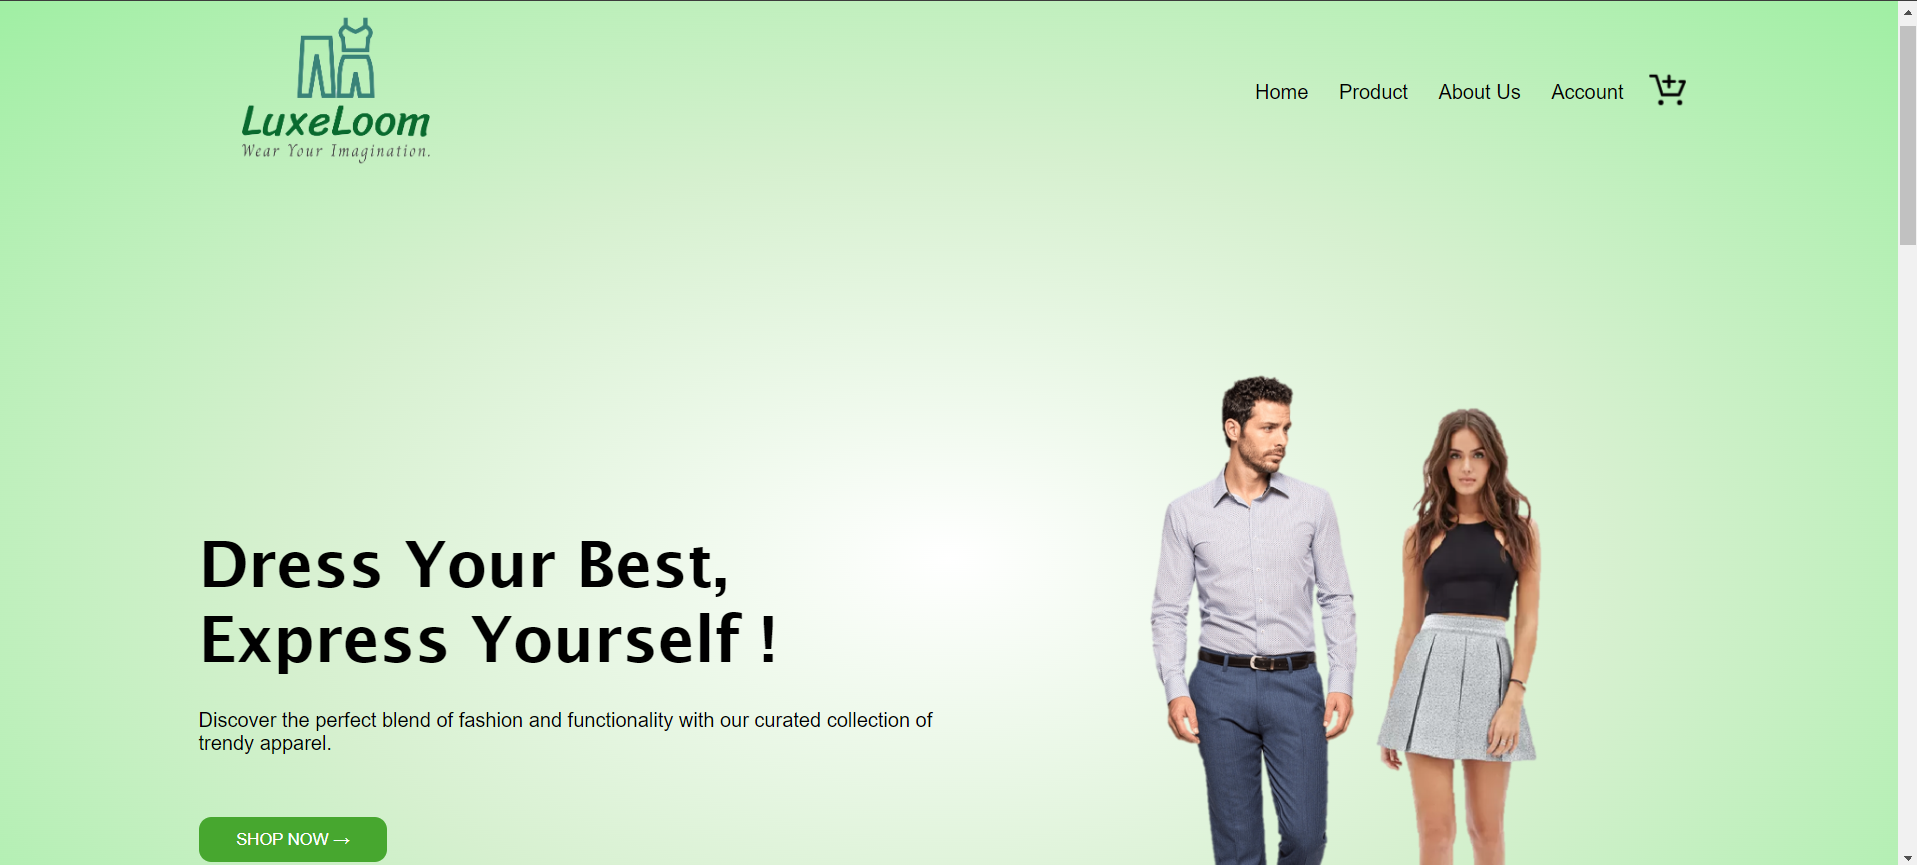 LuxeLoom
Wear Your Imagination.
Home Product About Us Account
Dress Your Best,
Express Yourself !
Discover the perfect blend of fashion and functionality with our curated collection of
trendy apparel.
SHOP NOW →